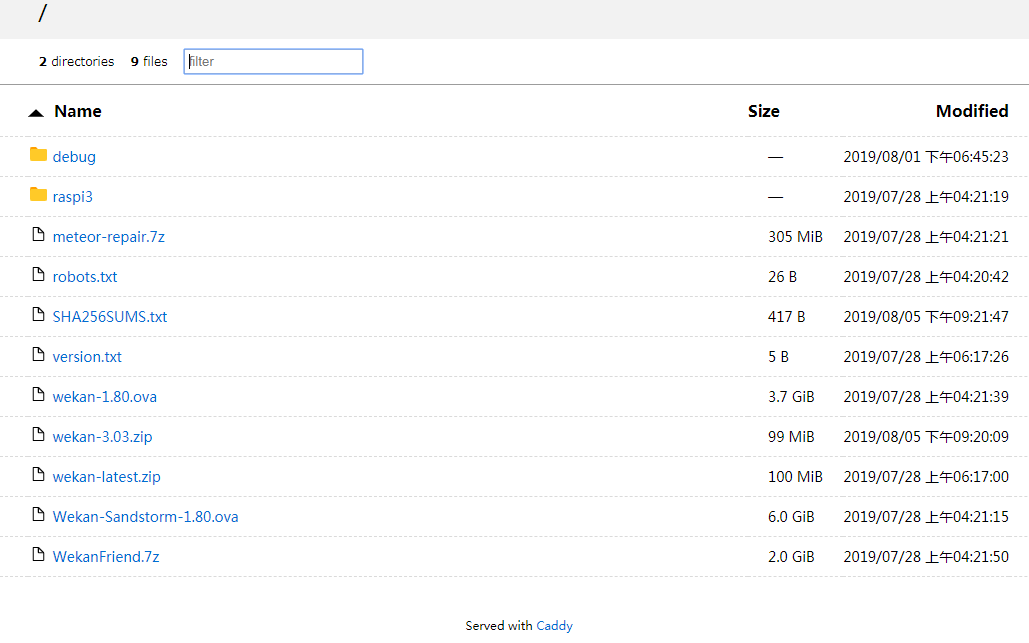 /
2 directories 9 files filter
Name Size Modified
debug — 2019/08/01 下午06:45:23
raspi3 — 2019/07/28 上午04:21:19
meteor-repair.7z 305 MiB 2019/07/28 上午04:21:21
robots.txt 26 B 2019/07/28 上午04:20:42
SHA256SUMS.txt 417 B 2019/08/05 下午09:21:47
version.txt 5 B 2019/07/28 上午06:17:26
wekan-1.80.ova 3.7 GiB 2019/07/28 上午04:21:39
wekan-3.03.zip 99 MiB 2019/08/05 下午09:20:09
wekan-latest.zip 100 MiB 2019/07/28 上午06:17:00
Wekan-Sandstorm-1.80.ova 6.0 GiB 2019/07/28 上午04:21:15
WekanFriend.7z 2.0 GiB 2019/07/28 上午04:21:50
Served with Caddy